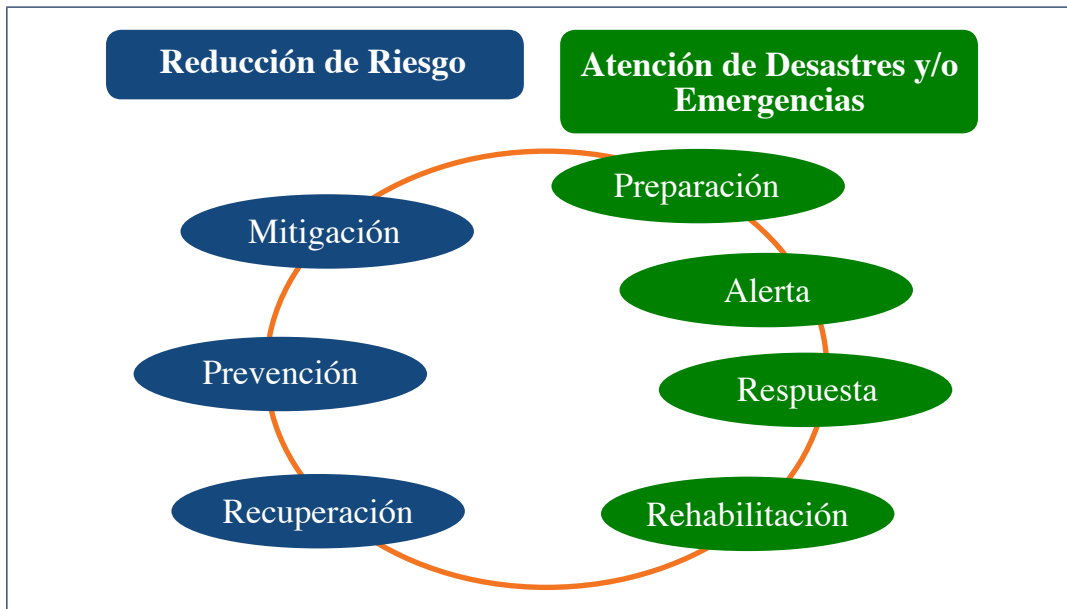 Reducción de Riesgo
Atención de Desastres y/o
Emergencias
Preparación
Mitigación
Alerta
Prevención
Respuesta
Recuperación
Rehabilitación